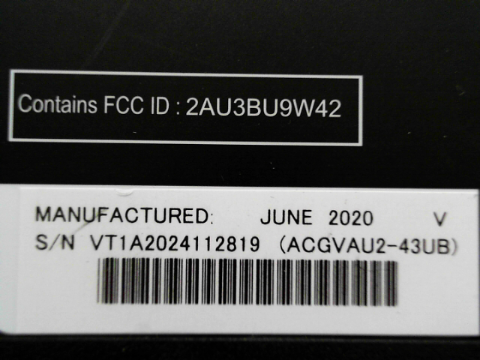 Contains FCC ID : 2AU3BU9W42
MANUFACTURED: JUNE 2020 V
S/N VT1A2024112819 (ACGVAU2-43UB)